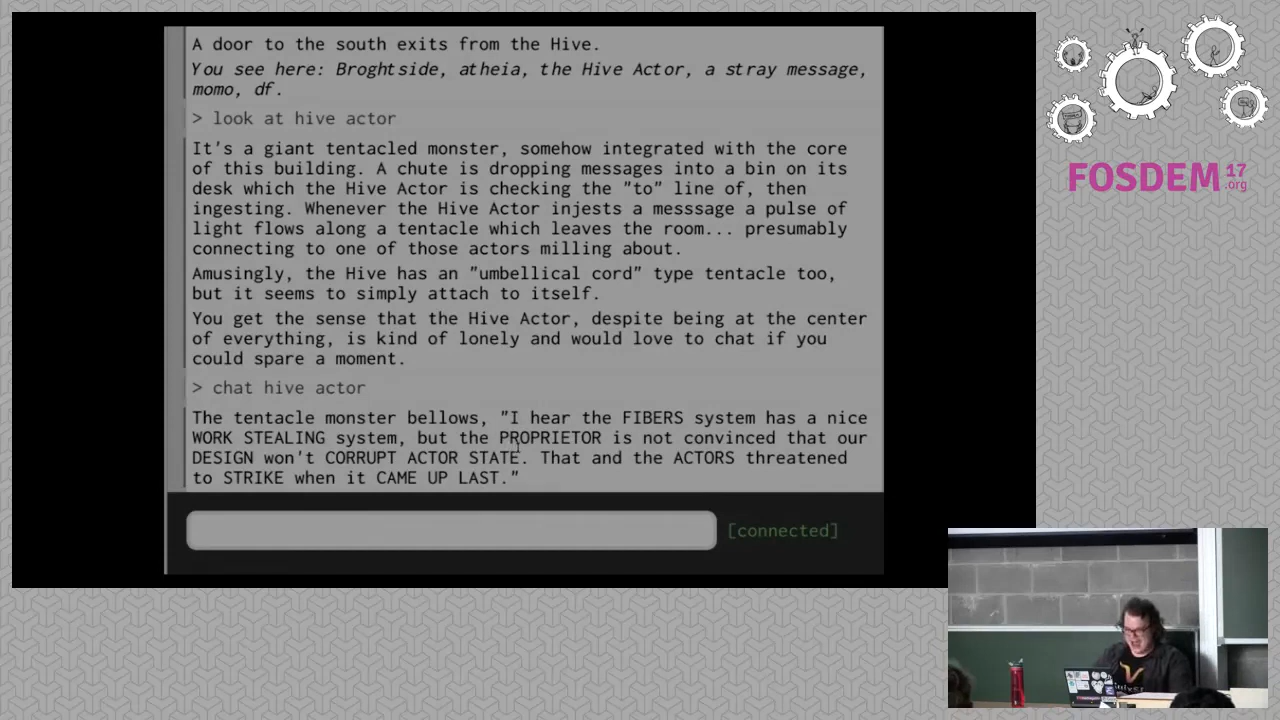 A door to the south exits from the Hive.
You see here: Broghtside, atheia, the Hive Actor, a stray message,
momo, df.
> look at hive actor
It's a giant tentacled monster, somehow integrated with the core
of this building. A chute is dropping messages into a bin on its
desk which the Hive Actor is checking the "to" line of, then
ingesting. Whenever the Hive Actor injests a messsage a pulse of
light flows along a tentacle which leaves the room... presumably
connecting to one of those actors milling about.
Amusingly, the Hive has an "umbellical cord" type tentacle too,
but it seems to simply attach to itself.
You get the sense that the Hive Actor, despite being at the center
of everything, is kind of lonely and would love to chat if you
could spare a moment.
> chat hive actor
The tentacle monster bellows, "I hear the FIBERS system has a nice
WORK STEALING system, but the PROPRIETOR is not convinced that our
DESIGN won't CORRUPT ACTOR STATE. That and the ACTORS threatened
to STRIKE when it CAME UP LAST."
[connected]
FOSDEM 17
.org